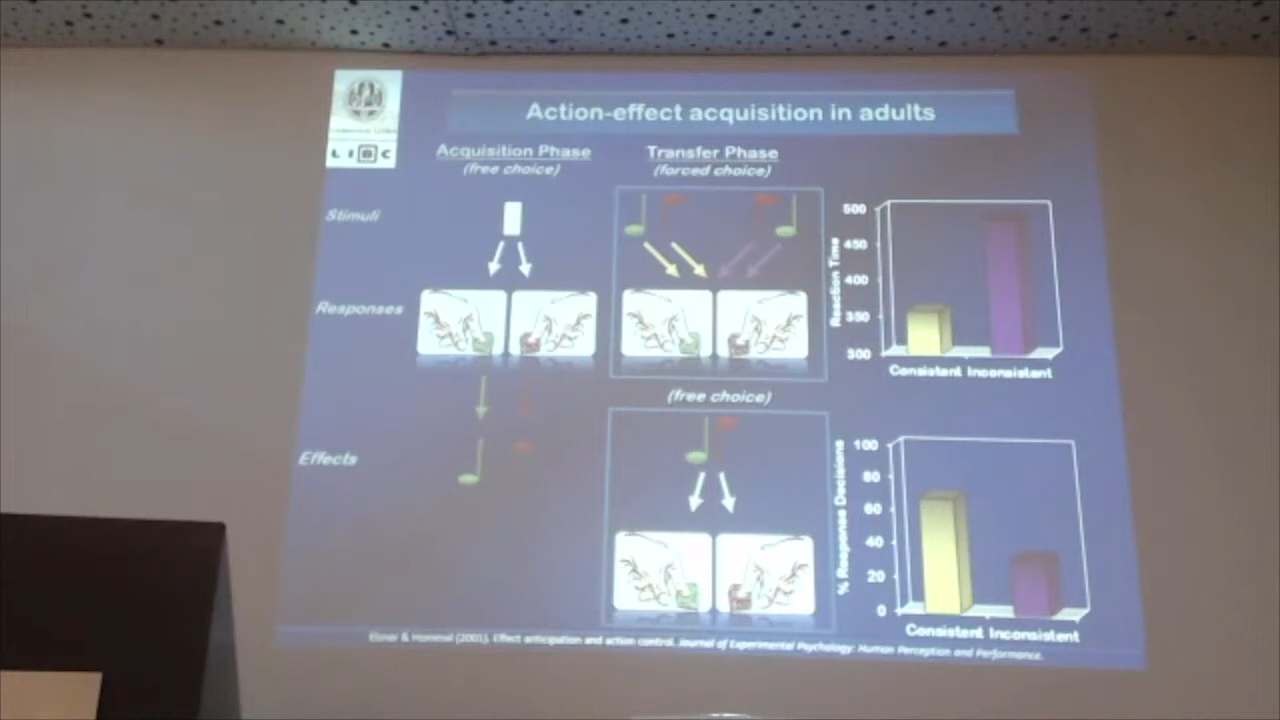 Action-effect acquisition in adults
L I B C
Acquisition Phase
(free choice)
Transfer Phase
(forced choice)
Stimuli
Responses
Effects
(free choice)
Reaction Time
500
450
400
350
300
Consistent Inconsistent
% Response Decisions
100
80
60
40
20
0
Consistent Inconsistent
Elsner & Hommel (2001). Effect anticipation and action control. Journal of Experimental Psychology: Human Perception and Performance.